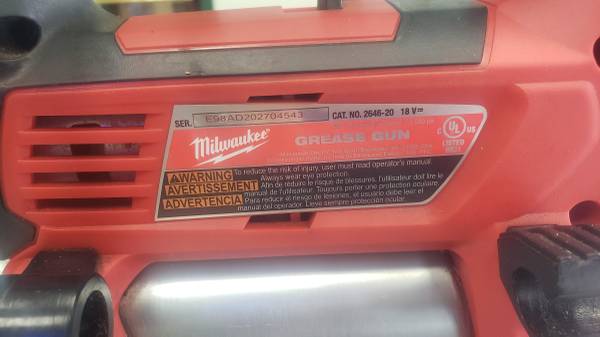 SER. E98AD202704543 CAT. NO. 2646-20 18 V
Milwaukee
GREASE GUN
C UL US
LISTED
WARNING To reduce the risk of injury, user must read operator's manual.
Always wear eye protection.
AVERTISSEMENT Afin de réduire le risque de blessures, l'utilisateur doit lire le
manuel de l'utilisateur. Toujours porter une protection oculaire.
ADVERTENCIA Para reducir el riesgo de lesiones, el usuario debe leer el
manual del operador. Lleve siempre protección ocular.